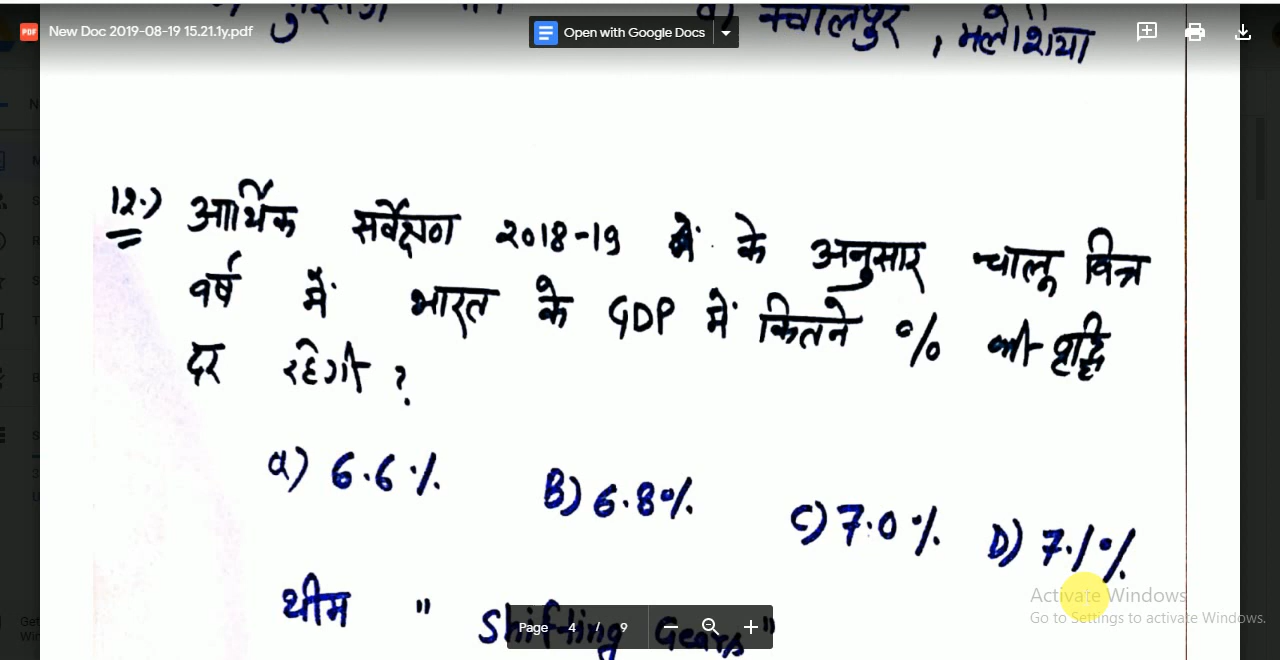 New Doc 2019-08-19 15.21.1y.pdf
Open with Google Docs
a) क्वालपुर, मलेशिया
12.) आर्थिक सर्वेक्षण 2018-19 के अनुसार चालू वित्त
वर्ष में भारत के GDP में कितने % की वृद्धि
दर रहेगी ?
a) 6.6% B) 6.8% C) 7.0% D) 7.1%
थीम "Shifting Gears"
Page 4 / 9
Activate Windows
Go to Settings to activate Windows.